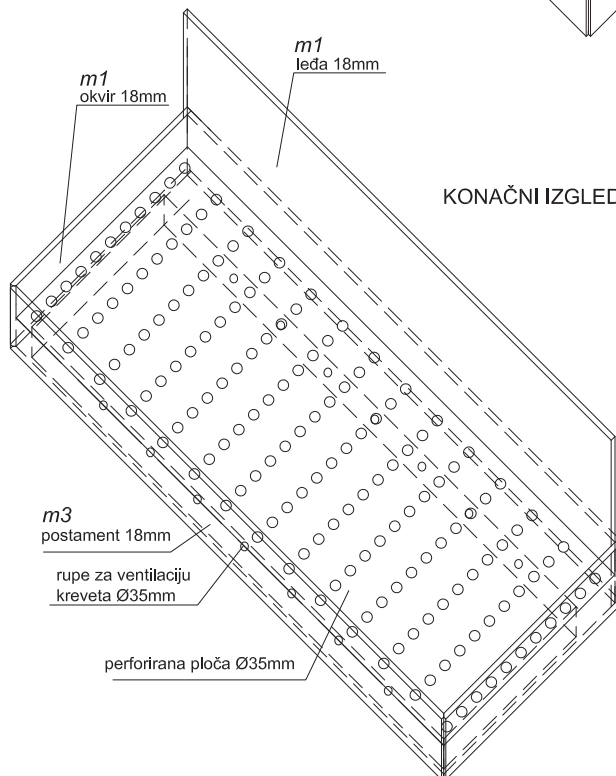 m1
leđa 18mm
m1
okvir 18mm
KONAČNI IZGLED
m3
postament 18mm
rupe za ventilaciju
kreveta Ø35mm
perforirana ploča Ø35mm